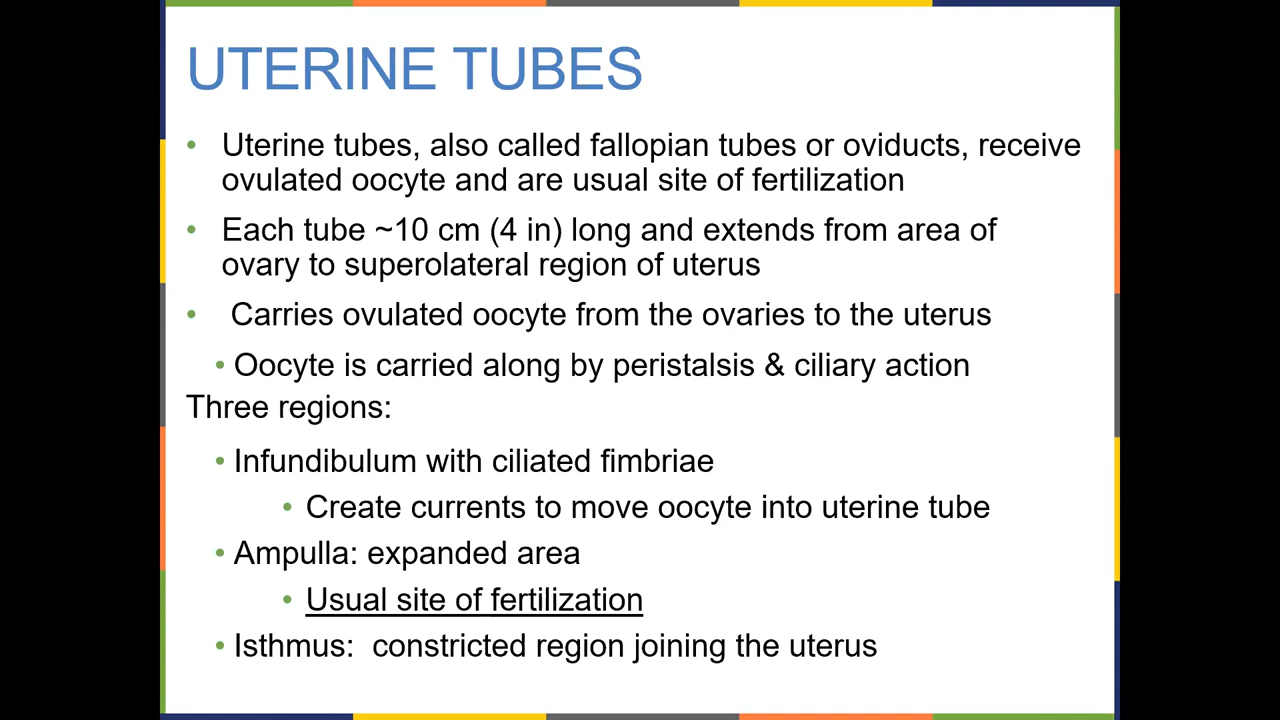 UTERINE TUBES
• Uterine tubes, also called fallopian tubes or oviducts, receive
ovulated oocyte and are usual site of fertilization
• Each tube ~10 cm (4 in) long and extends from area of
ovary to superolateral region of uterus
• Carries ovulated oocyte from the ovaries to the uterus
• Oocyte is carried along by peristalsis & ciliary action
Three regions:
• Infundibulum with ciliated fimbriae
• Create currents to move oocyte into uterine tube
• Ampulla: expanded area
• Usual site of fertilization
• Isthmus: constricted region joining the uterus